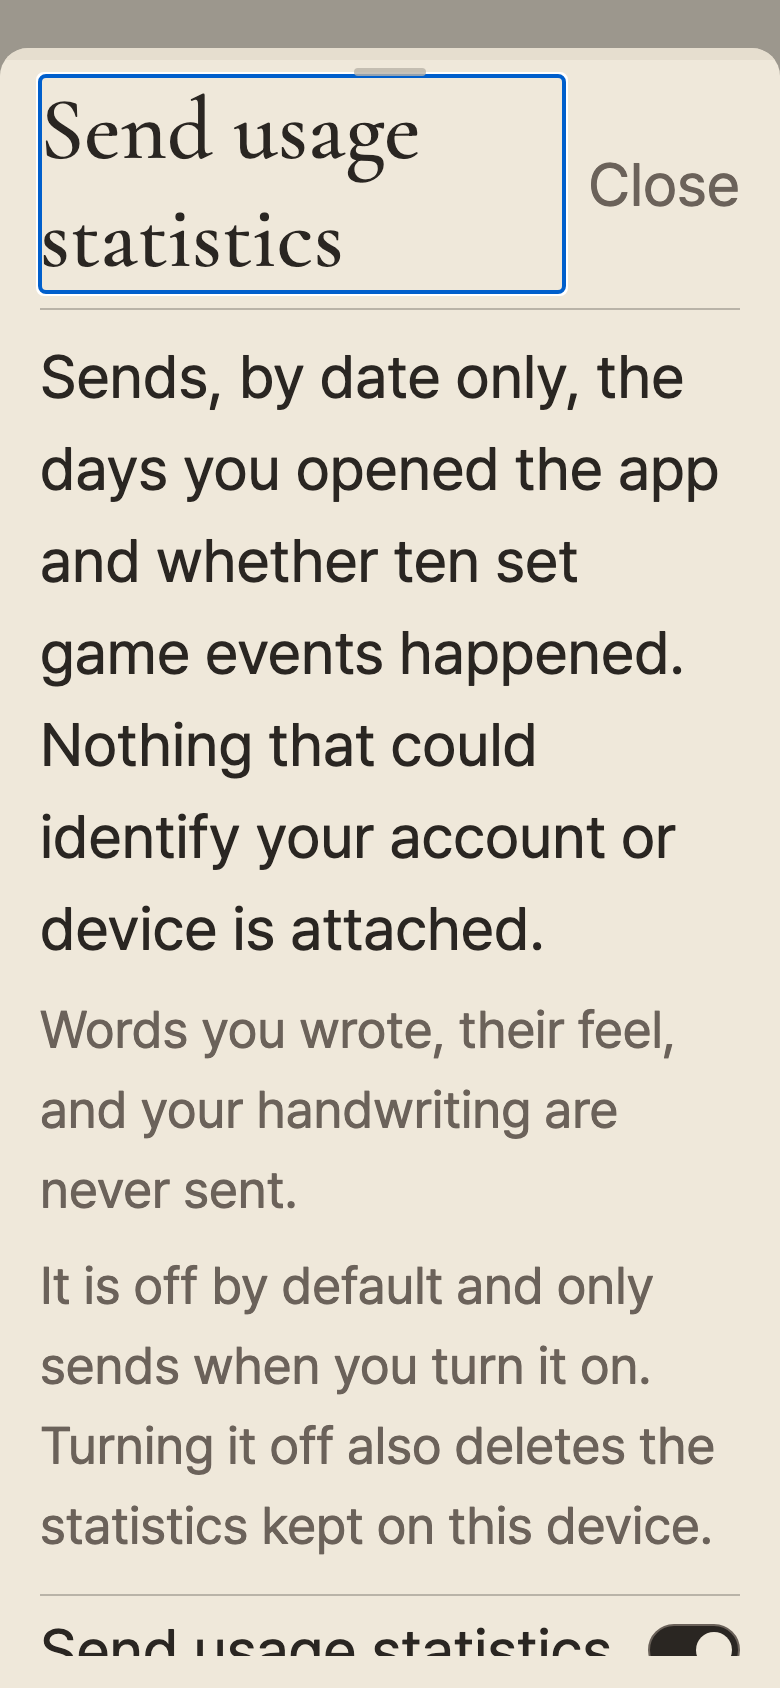 Send usage
statistics
Close
Sends, by date only, the
days you opened the app
and whether ten set
game events happened.
Nothing that could
identify your account or
device is attached.
Words you wrote, their feel,
and your handwriting are
never sent.
It is off by default and only
sends when you turn it on.
Turning it off also deletes the
statistics kept on this device.
Send usage statistics